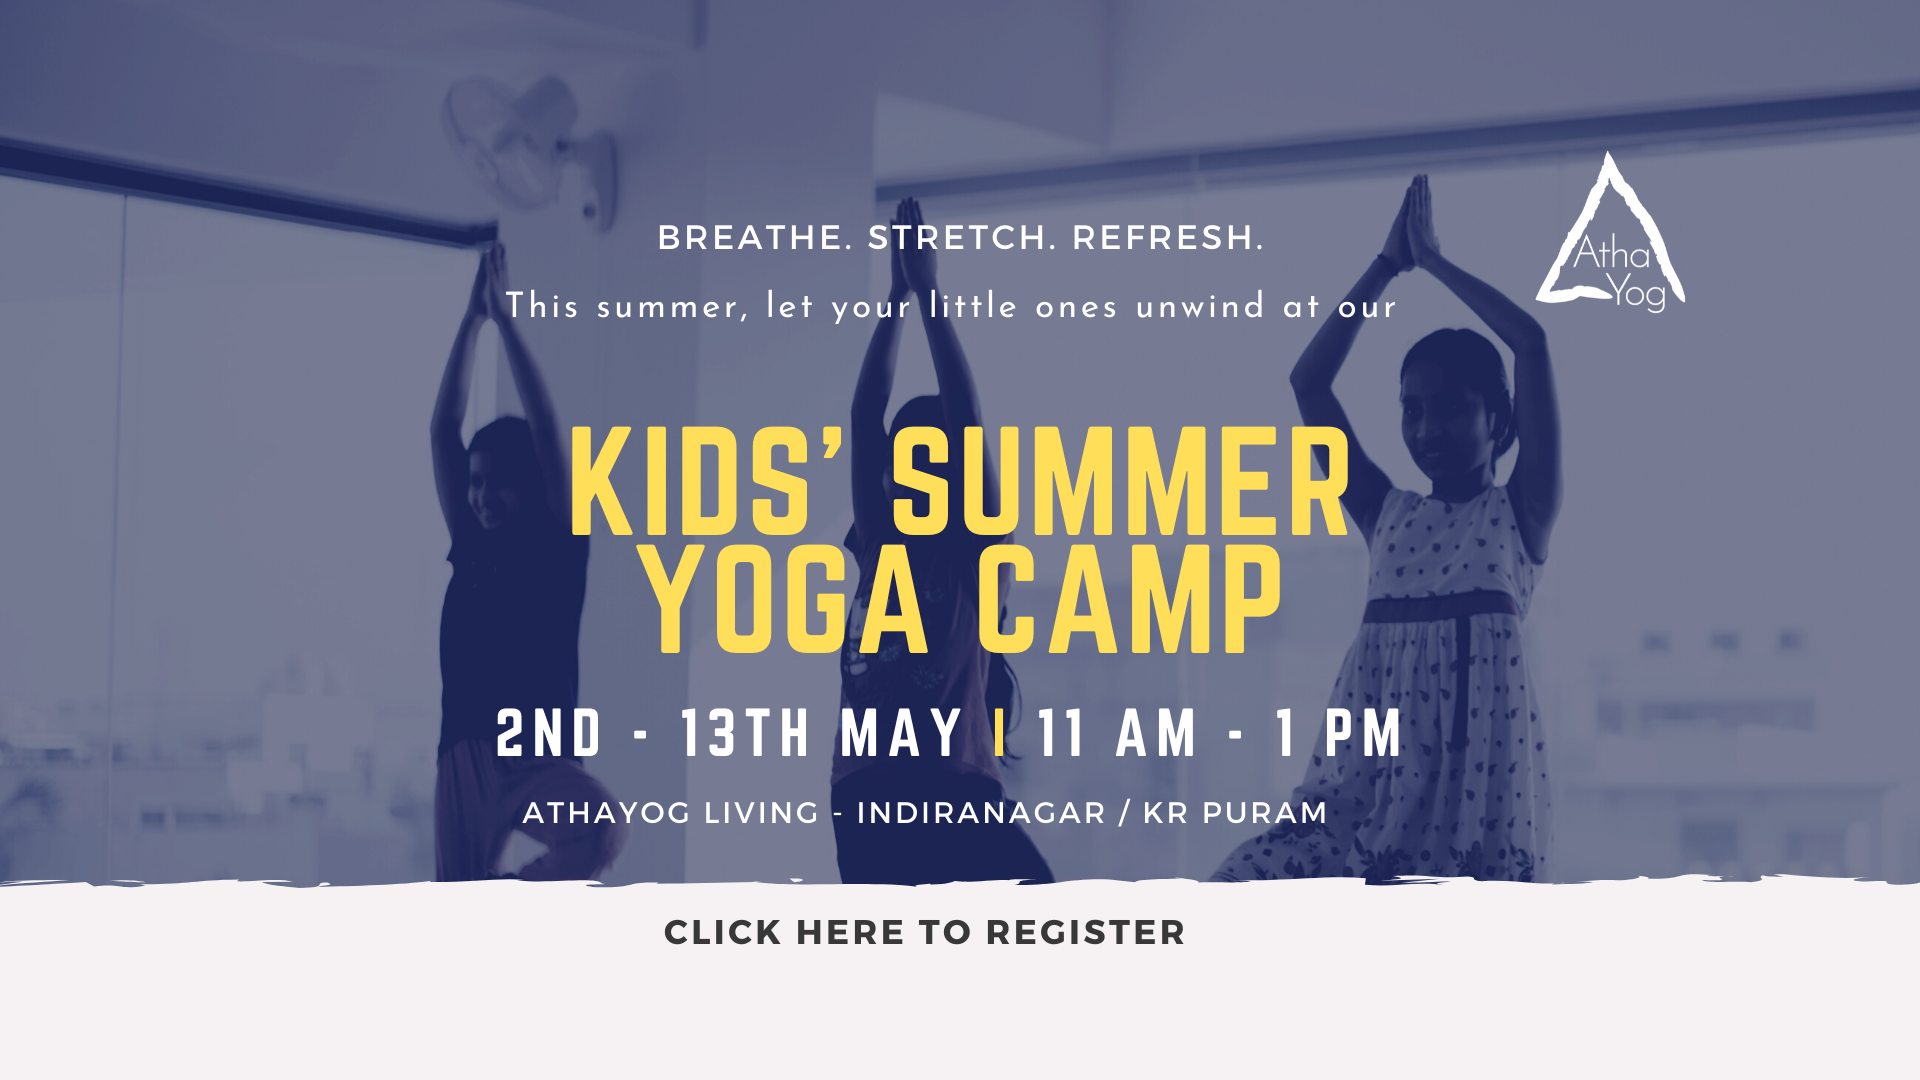 BREATHE. STRETCH. REFRESH.
This summer, let your little ones unwind at our
Atha
Yog
KIDS’ SUMMER
YOGA CAMP
2ND - 13TH MAY | 11 AM - 1 PM
ATHAYOG LIVING - INDIRANAGAR / KR PURAM
CLICK HERE TO REGISTER